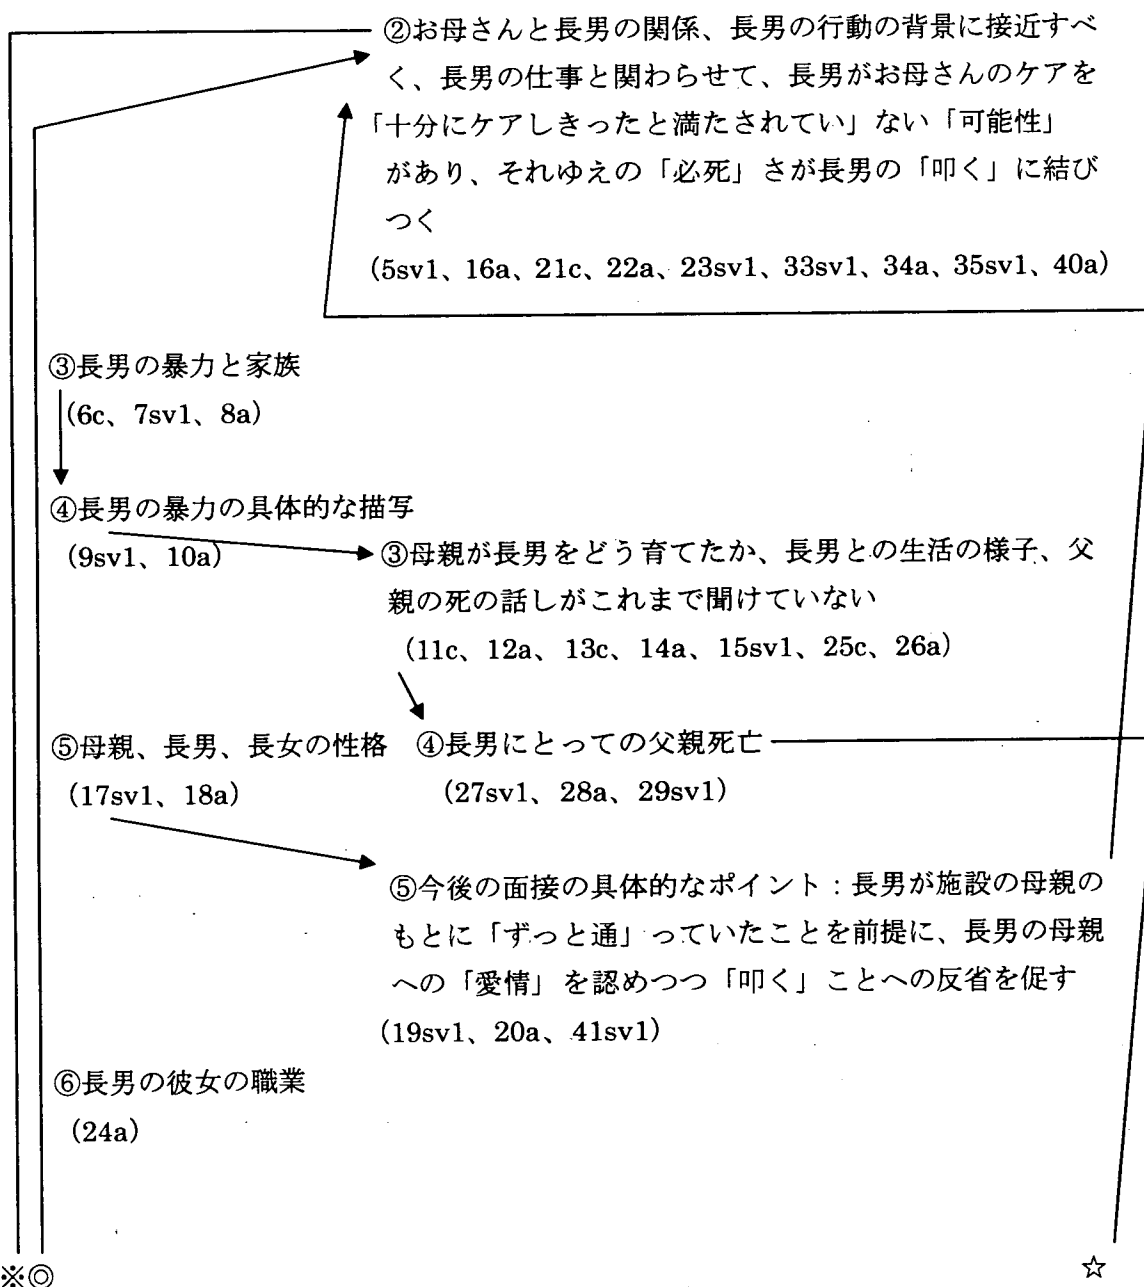 ②お母さんと長男の関係、長男の行動の背景に接近すべ
く、長男の仕事と関わらせて、長男がお母さんのケアを
「十分にケアしきったと満たされてい」ない「可能性」
があり、それゆえの「必死」さが長男の「叩く」に結び
つく
(5sv1、16a、21c、22a、23sv1、33sv1、34a、35sv1、40a)
③長男の暴力と家族
(6c、7sv1、8a)
④長男の暴力の具体的な描写
(9sv1、10a)
③母親が長男をどう育てたか、長男との生活の様子、父
親の死の話しがこれまで聞けていない
(11c、12a、13c、14a、15sv1、25c、26a)
⑤母親、長男、長女の性格
(17sv1、18a)
④長男にとっての父親死亡
(27sv1、28a、29sv1)
⑤今後の面接の具体的なポイント：長男が施設の母親の
もとに「ずっと通」っていたことを前提に、長男の母親
への「愛情」を認めつつ「叩く」ことへの反省を促す
(19sv1、20a、41sv1)
⑥長男の彼女の職業
(24a)
※◎
☆